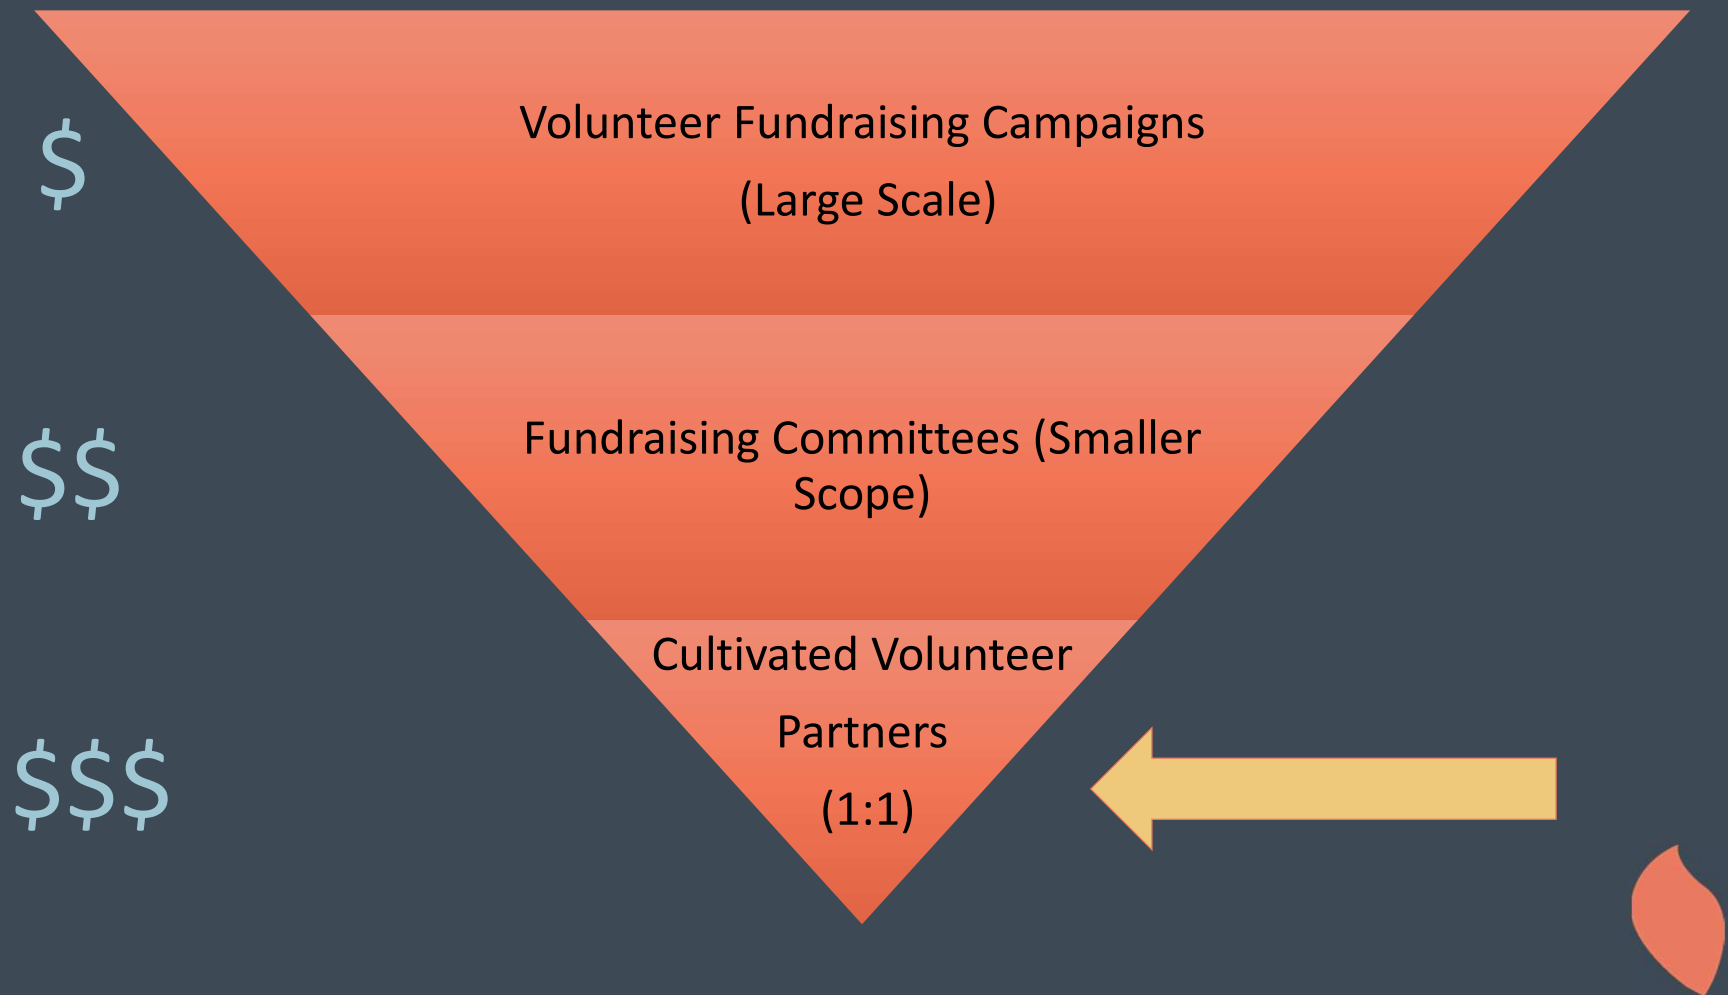 $
Volunteer Fundraising Campaigns
(Large Scale)
$$
Fundraising Committees (Smaller
Scope)
$$$
Cultivated Volunteer
Partners
(1:1)